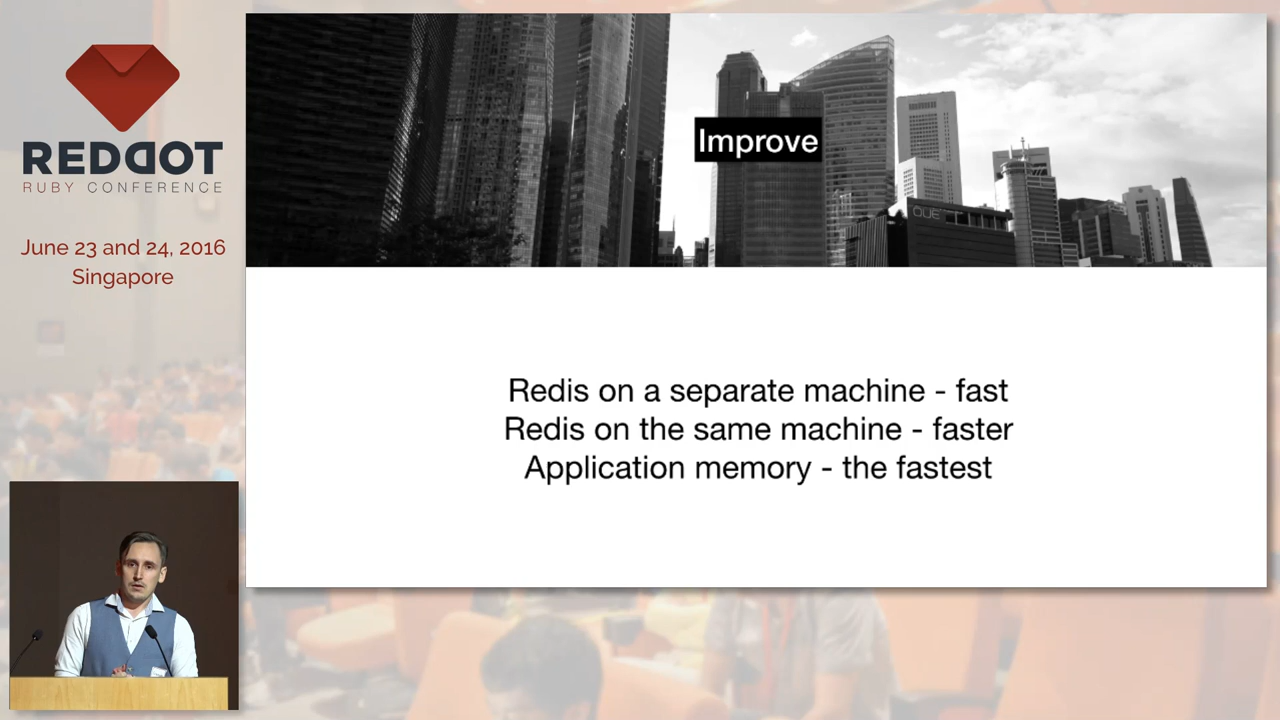 REDDOT
RUBY CONFERENCE
June 23 and 24, 2016
Singapore
Improve
OUE
Redis on a separate machine - fast
Redis on the same machine - faster
Application memory - the fastest